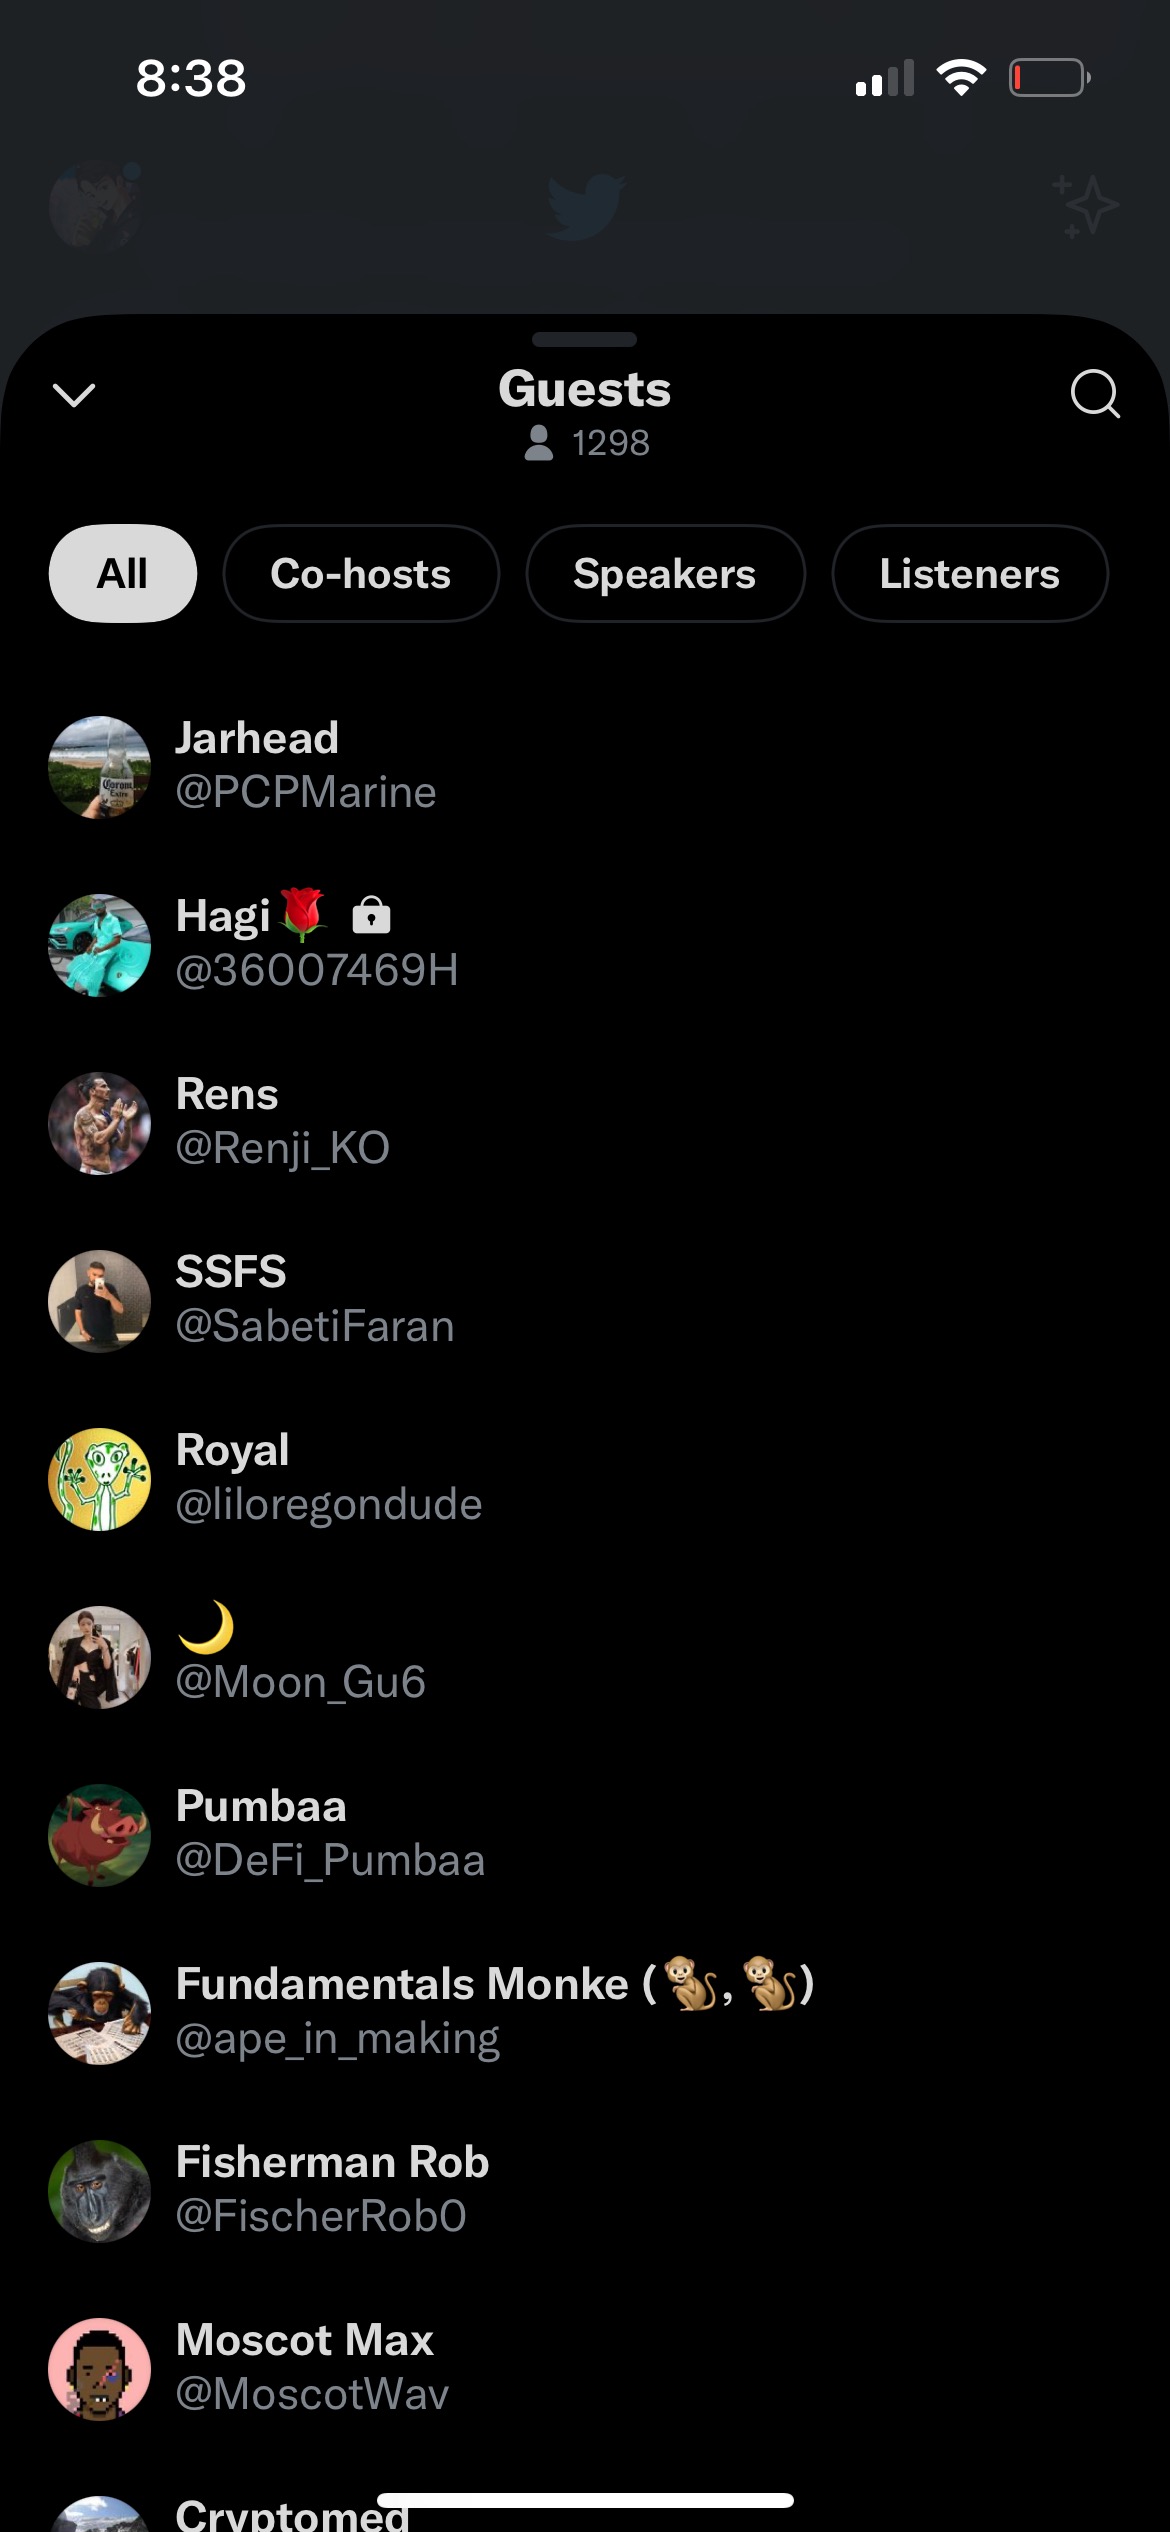 8:38
Guests
1298
All
Co-hosts
Speakers
Listeners
Jarhead
@PCPMarine
Corona
Hagi🌹
@36007469H
Rens
@Renji_KO
SSFS
@SabetiFaran
Royal
@liloregondude
🌙
@Moon_Gu6
Pumbaa
@DeFi_Pumbaa
Fundamentals Monke (🐒,🐒)
@ape_in_making
Fisherman Rob
@FischerRob0
Moscot Max
@MoscotWav
Cryptomed